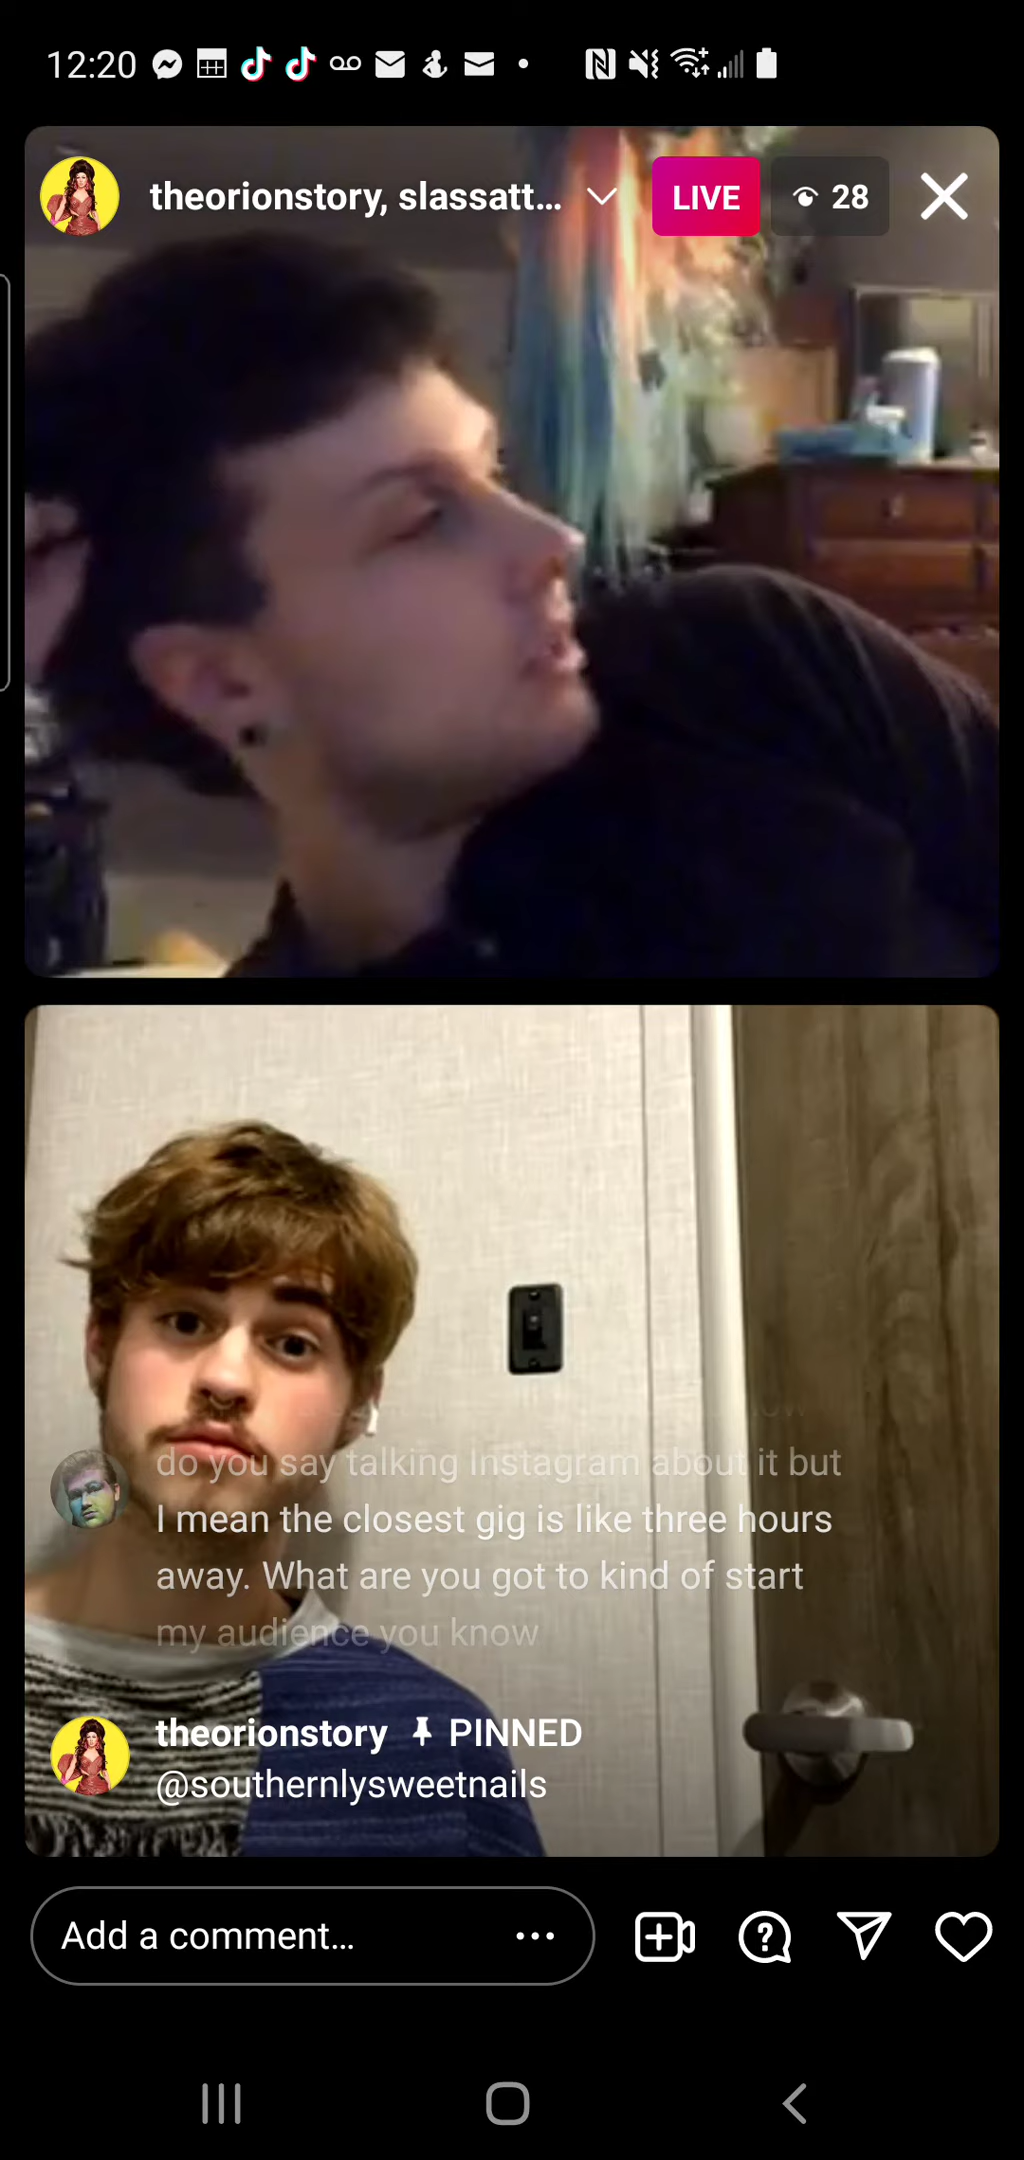 12:20
theorionstory, slassatt...
LIVE
28
do you say talking Instagram about it but
I mean the closest gig is like three hours
away. What are you got to kind of start
my audience you know
theorionstory PINNED
@southernlysweetnails
Add a comment...